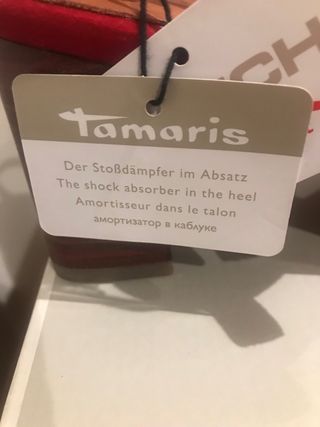 Tamaris
Der Stoßdämpfer im Absatz
The shock absorber in the heel
Amortisseur dans le talon
амортизатор в каблуке